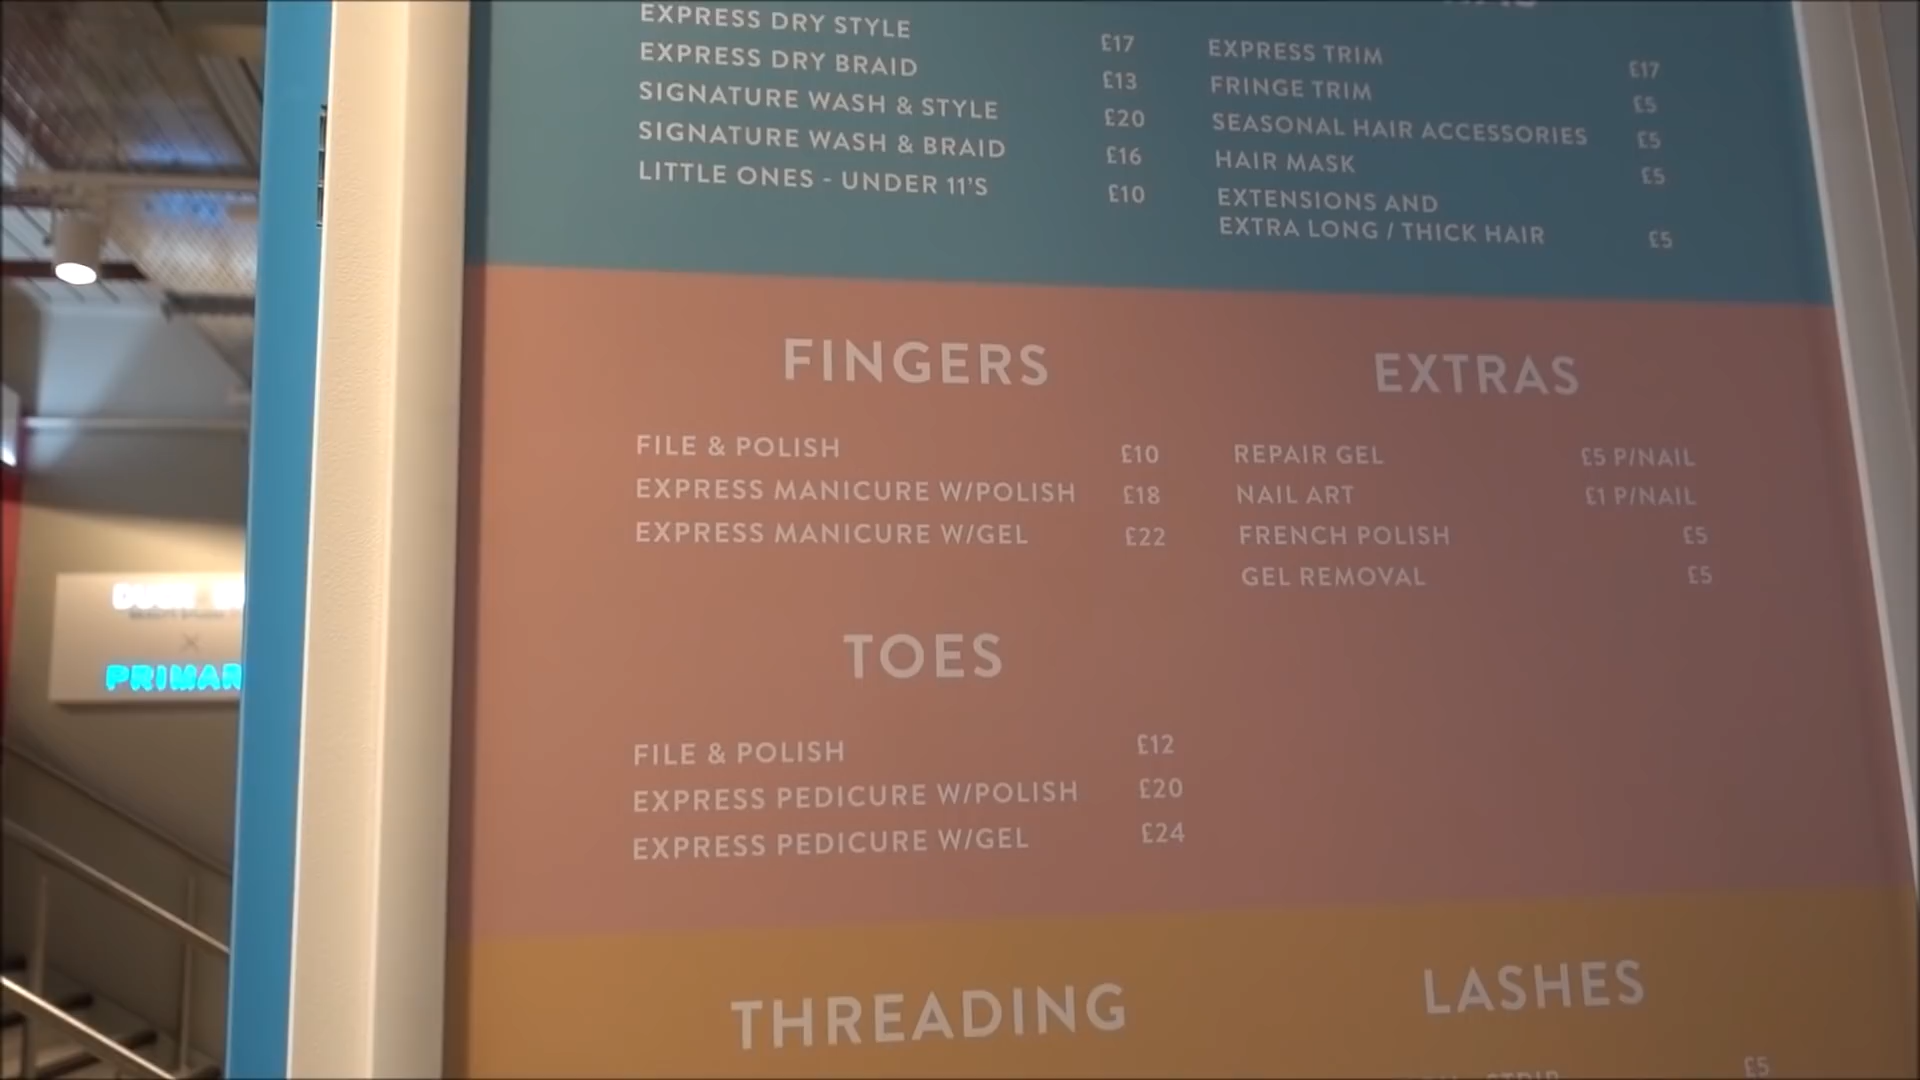 EXPRESS DRY STYLE £17
EXPRESS DRY BRAID £13
SIGNATURE WASH & STYLE £20
SIGNATURE WASH & BRAID £16
LITTLE ONES - UNDER 11'S £10
EXPRESS TRIM £17
FRINGE TRIM £5
SEASONAL HAIR ACCESSORIES £5
HAIR MASK £5
EXTENSIONS AND
EXTRA LONG / THICK HAIR £5
FINGERS
FILE & POLISH £10
EXPRESS MANICURE W/POLISH £18
EXPRESS MANICURE W/GEL £22
EXTRAS
REPAIR GEL £5 P/NAIL
NAIL ART £1 P/NAIL
FRENCH POLISH £5
GEL REMOVAL £5
TOES
FILE & POLISH £12
EXPRESS PEDICURE W/POLISH £20
EXPRESS PEDICURE W/GEL £24
THREADING
LASHES
STRIP £5
X
PRIMAR